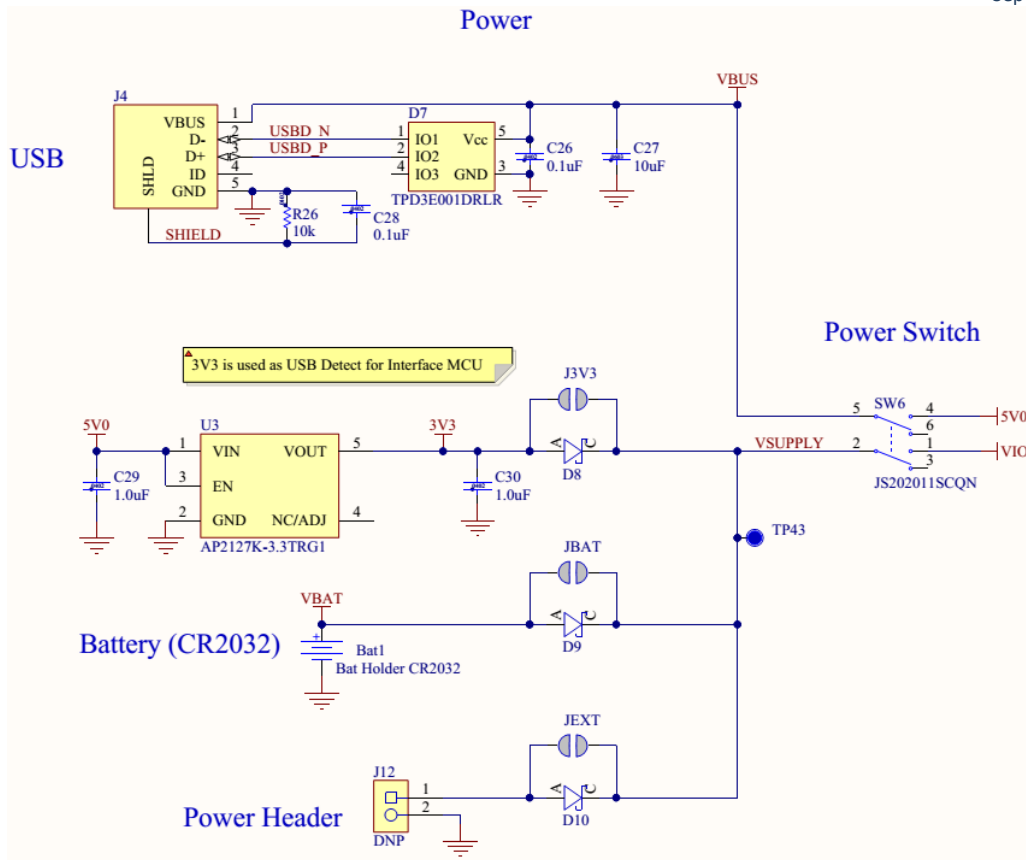 Power
VBUS
J4
D7
USB
VBUS 1
D- 2 USBD_N 1 IO1 Vcc 5
D+ 3 USBD_P 2 IO2
ID 4 4 IO3 GND 3
GND 5
SHLD
TPD3E001DRLR
C26
0.1uF
C27
10uF
R26
10k
C28
0.1uF
SHIELD
Power Switch
3V3 is used as USB Detect for Interface MCU
J3V3
5V0
U3
3V3
1 VIN VOUT 5
3 EN
2 GND NC/ADJ 4
AP2127K-3.3TRG1
C29
1.0uF
C30
1.0uF
A C
D8
VSUPPLY
SW6
5 4 5V0
6
2 1 VIO
3
JS202011SCQN
TP43
JBAT
VBAT
A C
D9
Battery (CR2032)
+
Bat1
Bat Holder CR2032
JEXT
J12
1
2
A C
D10
Power Header
DNP